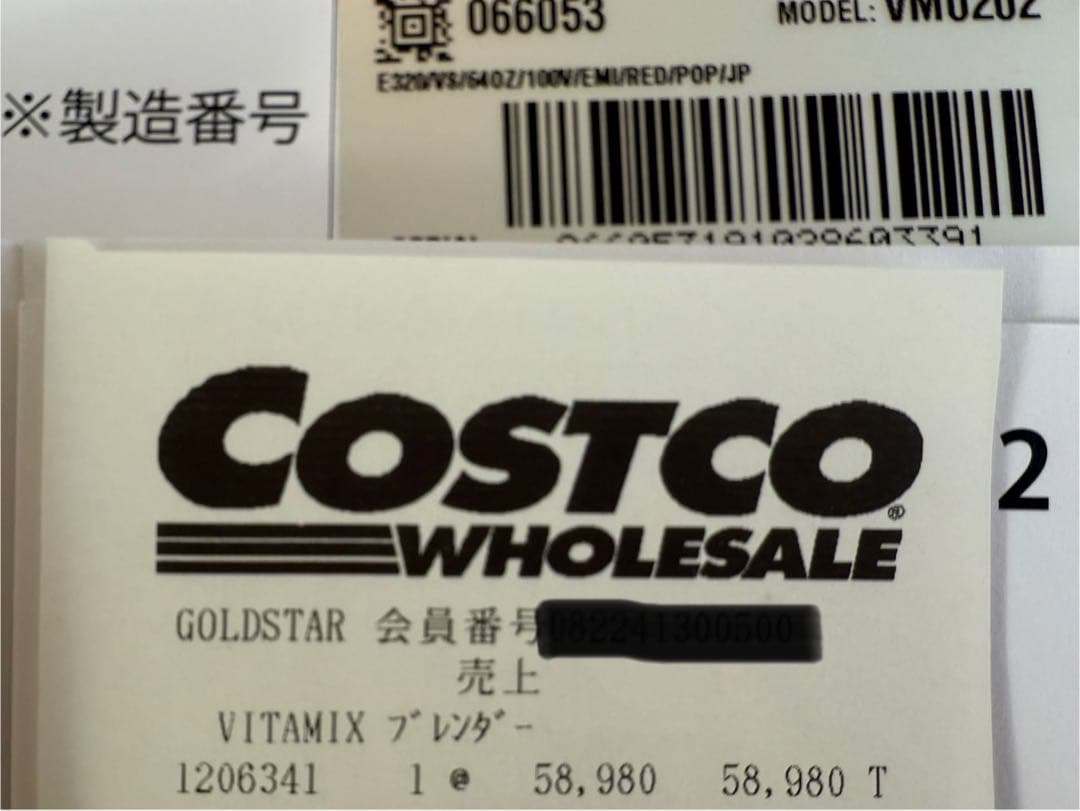 066053 MODEL: VM0202
E320/VS/64OZ/100V/EMI/RED/POP/JP
※製造番号
COSTCO
WHOLESALE
2
GOLDSTAR 会員番号
売上
VITAMIX ブレンダー
1206341 1 @ 58,980 58,980 T